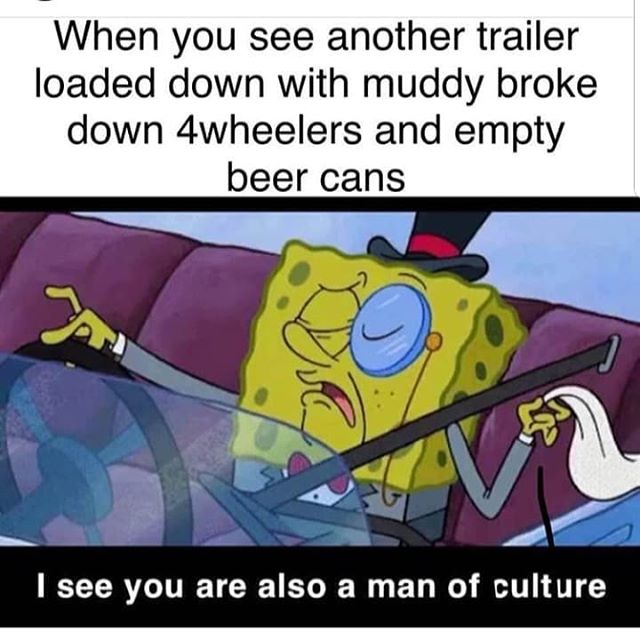 When you see another trailer
loaded down with muddy broke
down 4wheelers and empty
beer cans
I see you are also a man of culture